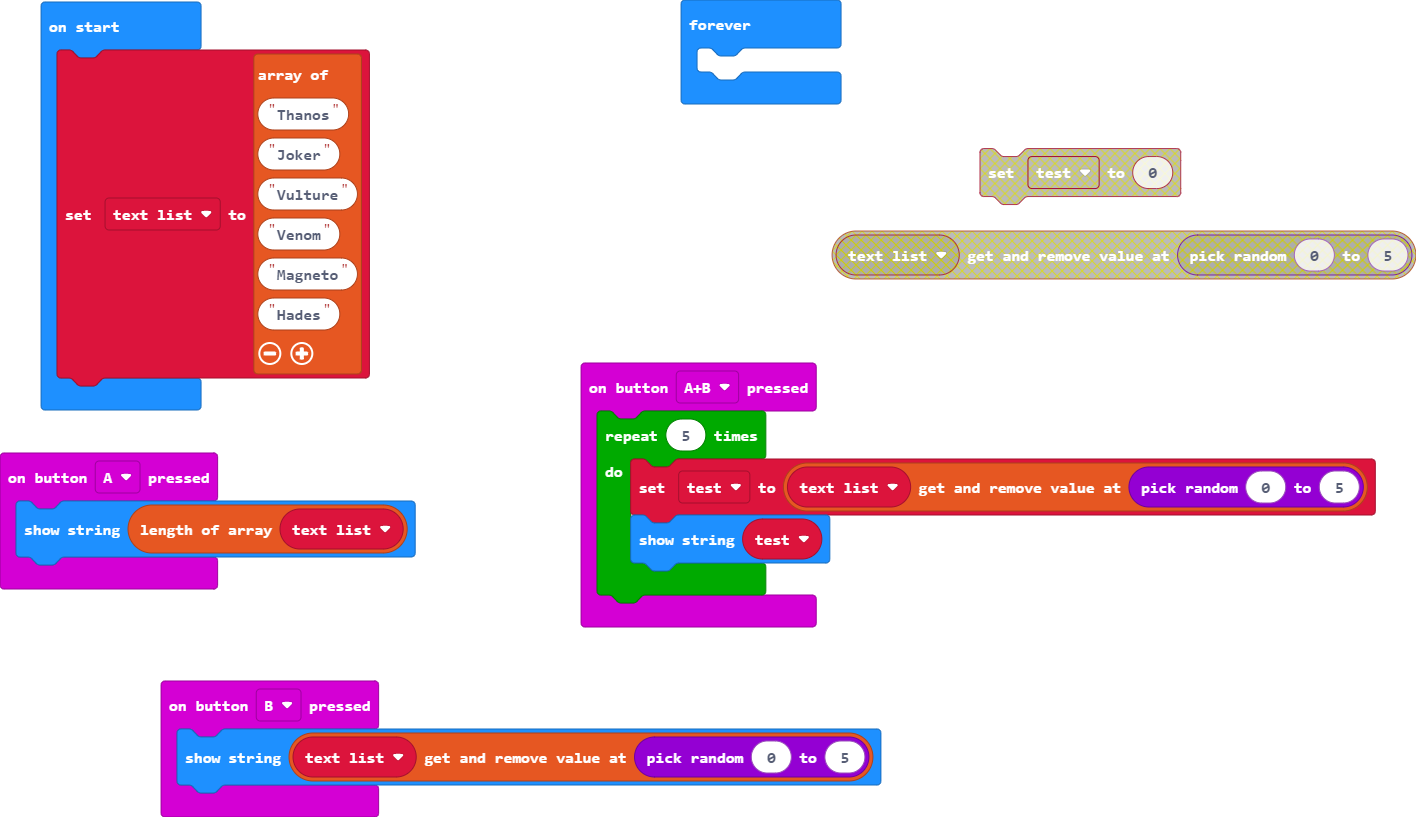 on start
set text list to
array of
"Thanos"
"Joker"
"Vulture"
"Venom"
"Magneto"
"Hades"
forever
set test to 0
text list get and remove value at pick random 0 to 5
on button A+B pressed
repeat 5 times
do
set test to text list get and remove value at pick random 0 to 5
show string test
on button A pressed
show string length of array text list
on button B pressed
show string text list get and remove value at pick random 0 to 5